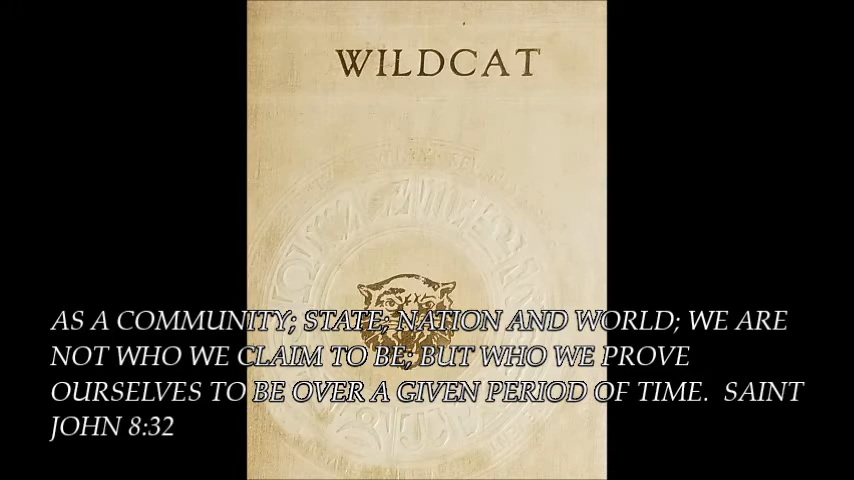 WILDCAT
AS A COMMUNITY; STATE; NATION AND WORLD; WE ARE
NOT WHO WE CLAIM TO BE; BUT WHO WE PROVE
OURSELVES TO BE OVER A GIVEN PERIOD OF TIME.  SAINT
JOHN 8:32